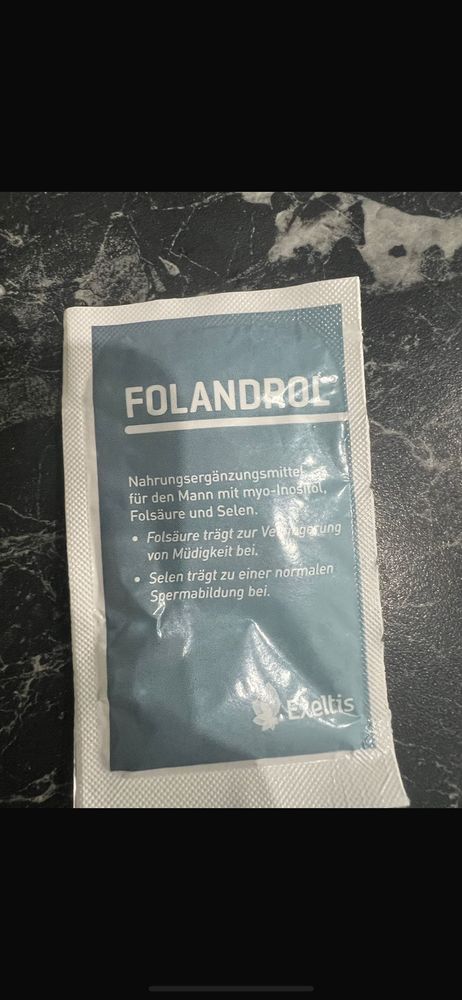 FOLANDROL
Nahrungsergänzungsmittel
für den Mann mit myo-Inositol,
Folsäure und Selen.
• Folsäure trägt zur Verringerung
von Müdigkeit bei.
• Selen trägt zu einer normalen
Spermabildung bei.
Exeltis